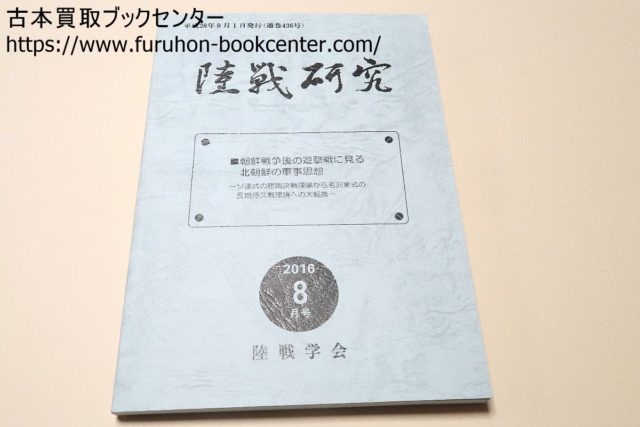 古本買取ブックセンター
https://www.furuhon-bookcenter.com/
平成28年8月1日発行(通巻436号)
陸戦研究
■朝鮮戦争後の遊撃戦に見る
北朝鮮の軍事思想
−ソ連式の短期決戦理論から毛沢東式の
長期持久戦理論への大転換−
2016
8
月号
陸戦学会